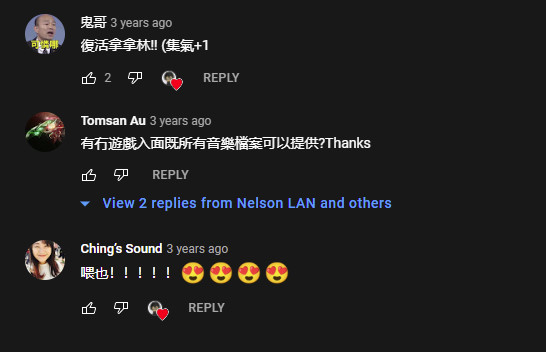 鬼哥 3 years ago
復活拿拿林!! (集氣+1
2 REPLY
Tomsan Au 3 years ago
有冇遊戲入面既所有音樂檔案可以提供?Thanks
REPLY
View 2 replies from Nelson LAN and others
Ching's Sound 3 years ago
喂也！！！！！
REPLY